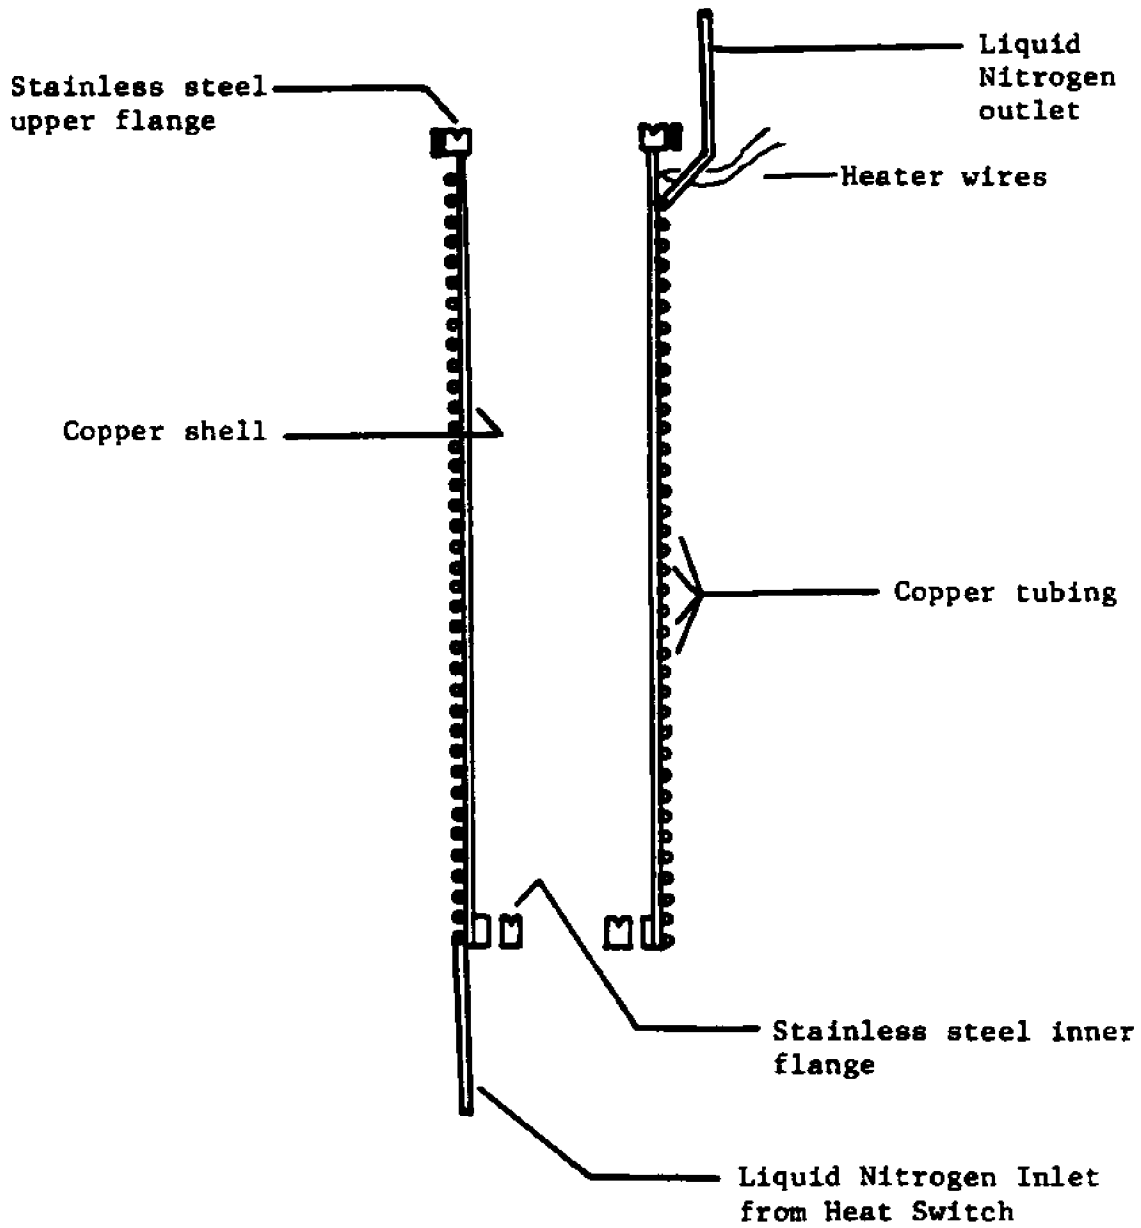 Liquid
Nitrogen
outlet
Stainless steel
upper flange
Heater wires
Copper shell
Copper tubing
Stainless steel inner
flange
Liquid Nitrogen Inlet
from Heat Switch